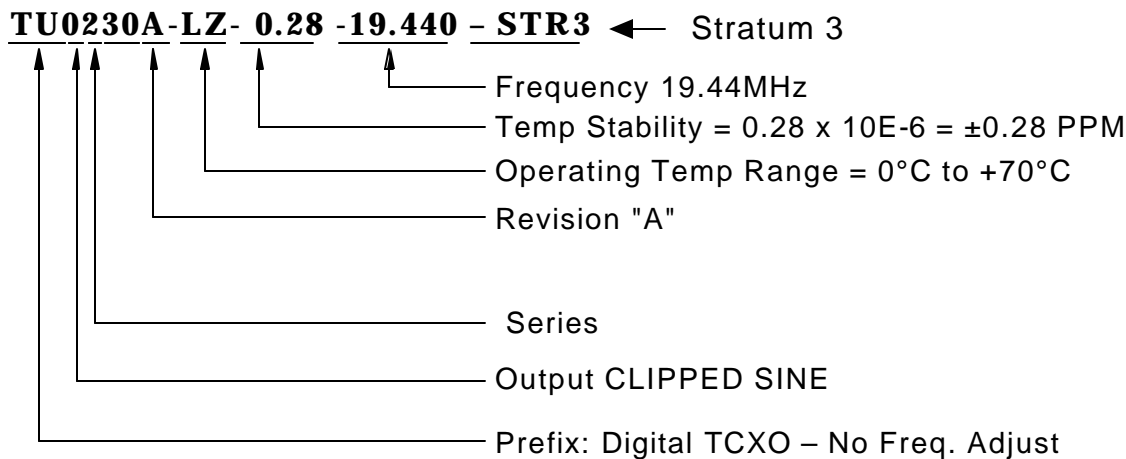 TU0230A-LZ- 0.28 -19.440 – STR3 Stratum 3
Frequency 19.44MHz
Temp Stability = 0.28 x 10E-6 = ±0.28 PPM
Operating Temp Range = 0°C to +70°C
Revision "A"
Series
Output CLIPPED SINE
Prefix: Digital TCXO – No Freq. Adjust